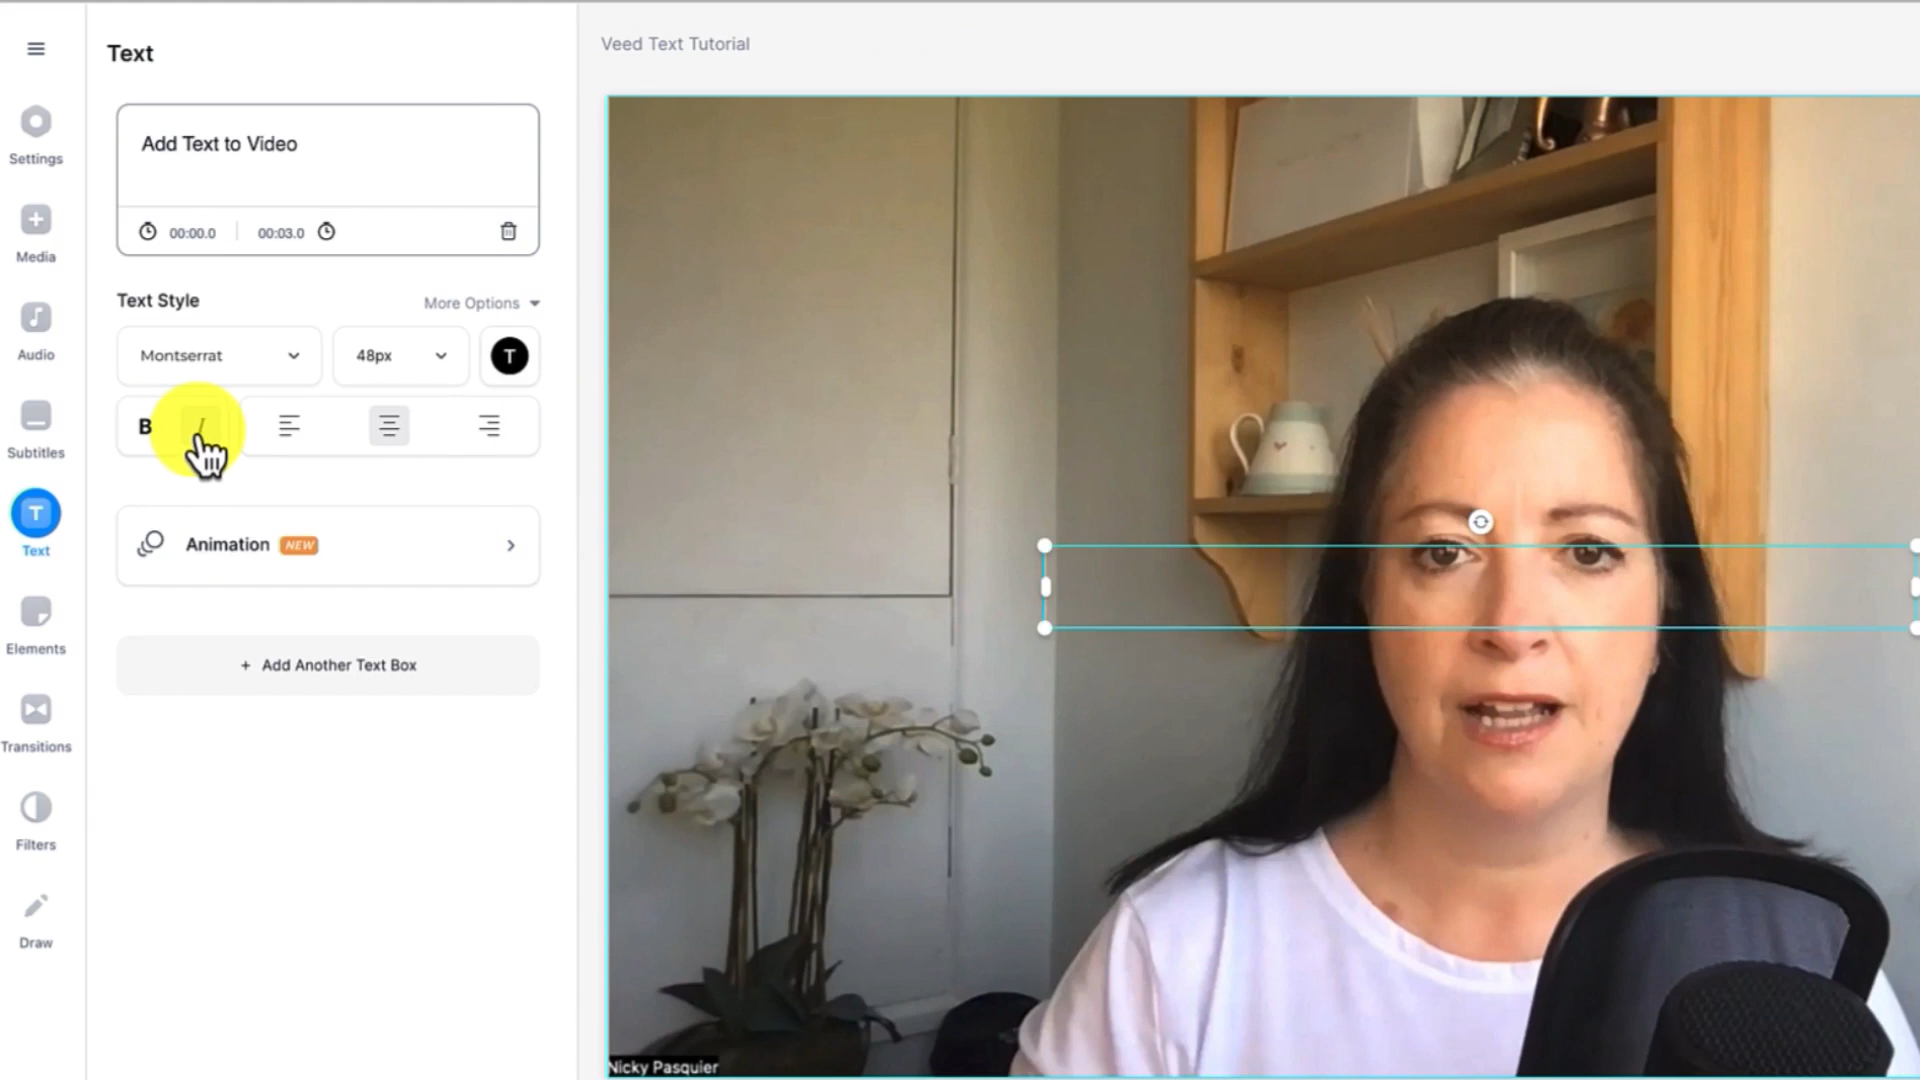 Settings
Media
Audio
Subtitles
T
Text
Elements
Transitions
Filters
Draw
Text
Add Text to Video
00:00.0
00:03.0
Text Style
More Options
Montserrat
48px
T
B
I
Animation NEW
+ Add Another Text Box
Veed Text Tutorial
Nicky Pasquier